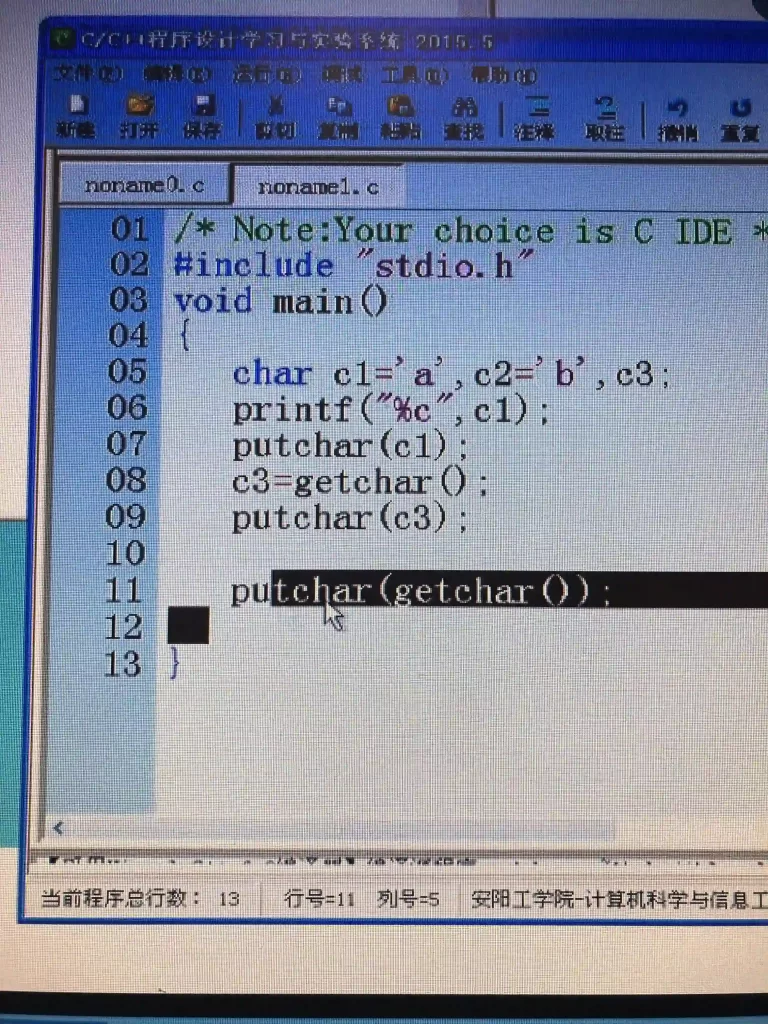 C/C++程序设计学习与实验系统 2015.5
文件(F) 编辑(E) 运行(R) 调试 工具(T) 帮助(H)
新建 打开 保存 剪切 复制 粘贴 查找 注释 取注 撤销 重复
noname0.c noname1.c
01 /* Note:Your choice is C IDE *
02 #include "stdio.h"
03 void main()
04 {
05 char c1='a',c2='b',c3;
06 printf("%c",c1);
07 putchar(c1);
08 c3=getchar();
09 putchar(c3);
10
11 putchar(getchar());
12
13 }
当前程序总行数: 13 行号=11 列号=5 安阳工学院-计算机科学与信息工